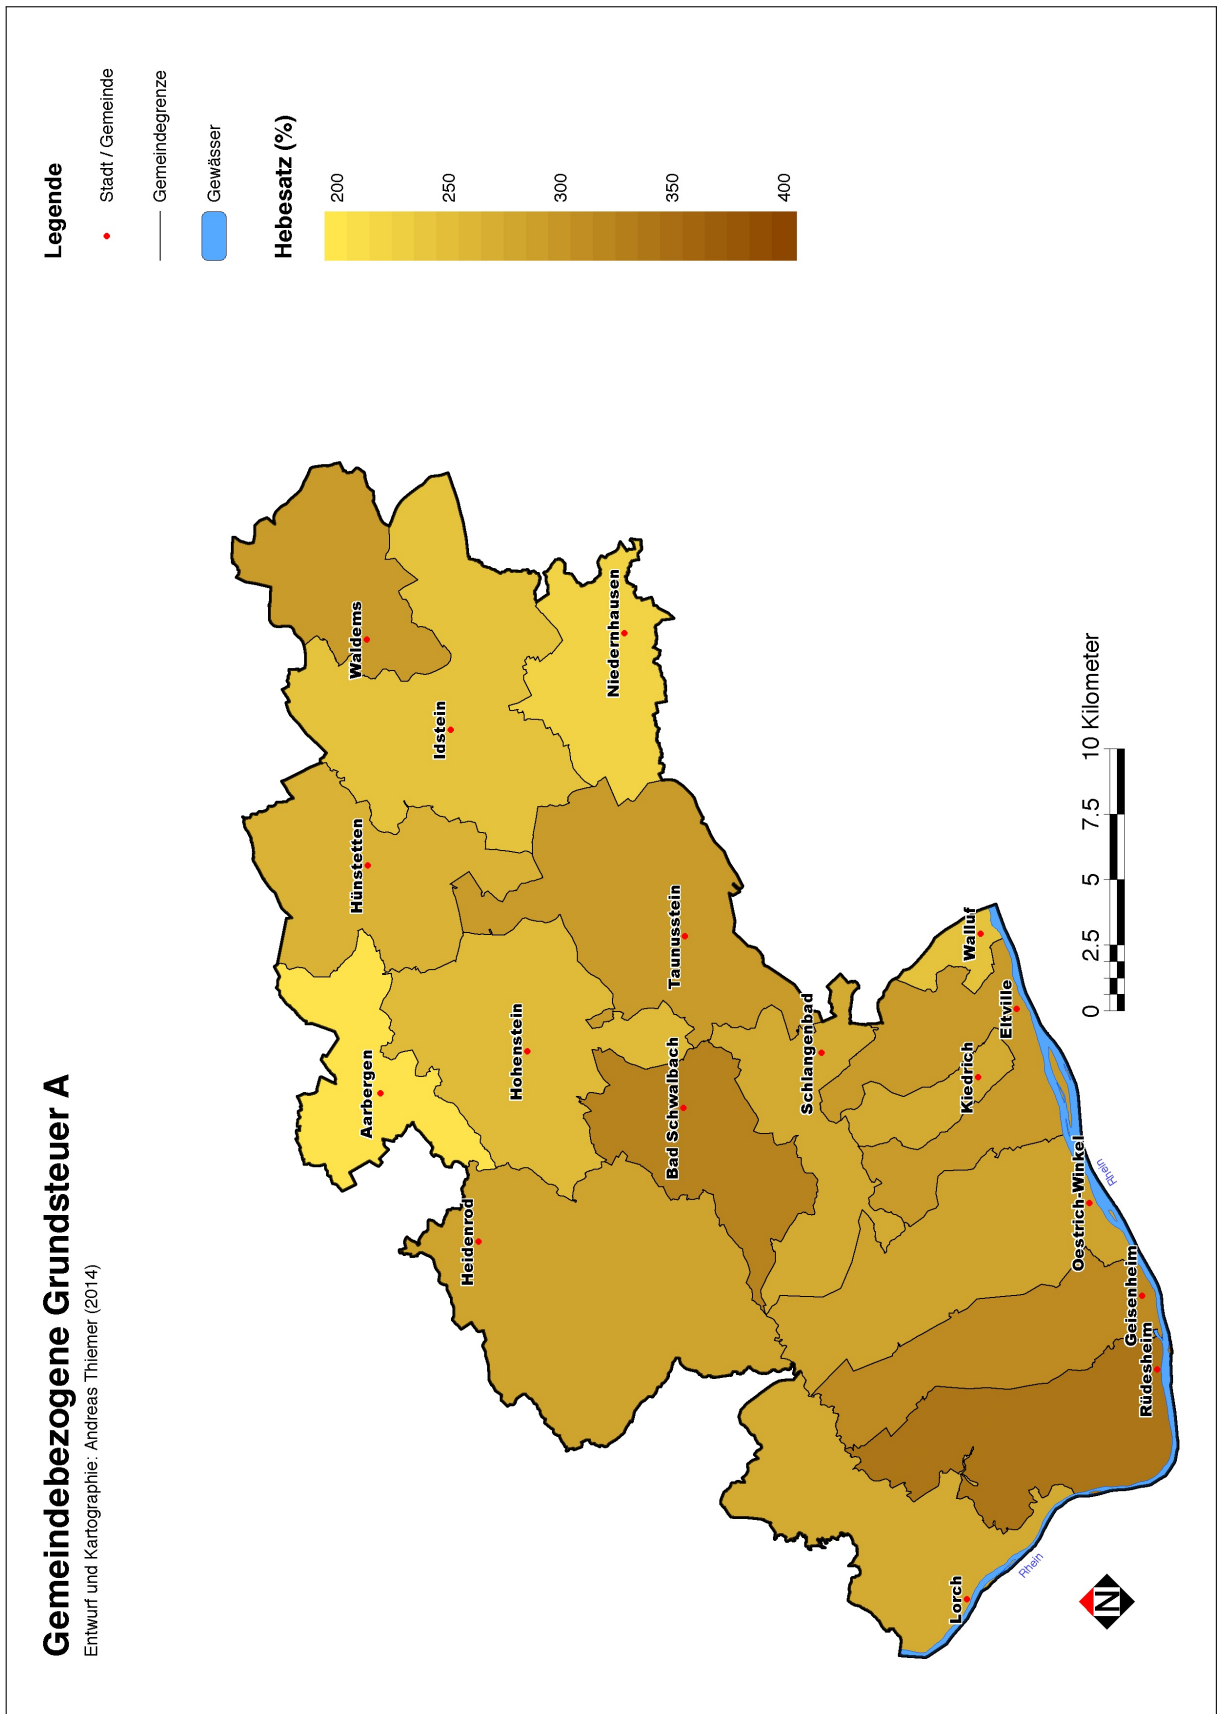 Gemeindebezogene Grundsteuer A
Entwurf und Kartographie: Andreas Thiemer (2014)
Legende
Stadt / Gemeinde
Gemeindegrenze
Gewässer
Hebesatz (%)
200
250
300
350
400
Waldems
Idstein
Niedernhausen
Hünstetten
Aarbergen
Hohenstein
Taunusstein
Heidenrod
Bad Schwalbach
Schlangenbad
Walluf
Eltville
Kiedrich
Oestrich-Winkel
Geisenheim
Rüdesheim
Lorch
Rhein
Rhein
0 2.5 5 7.5 10 Kilometer
N